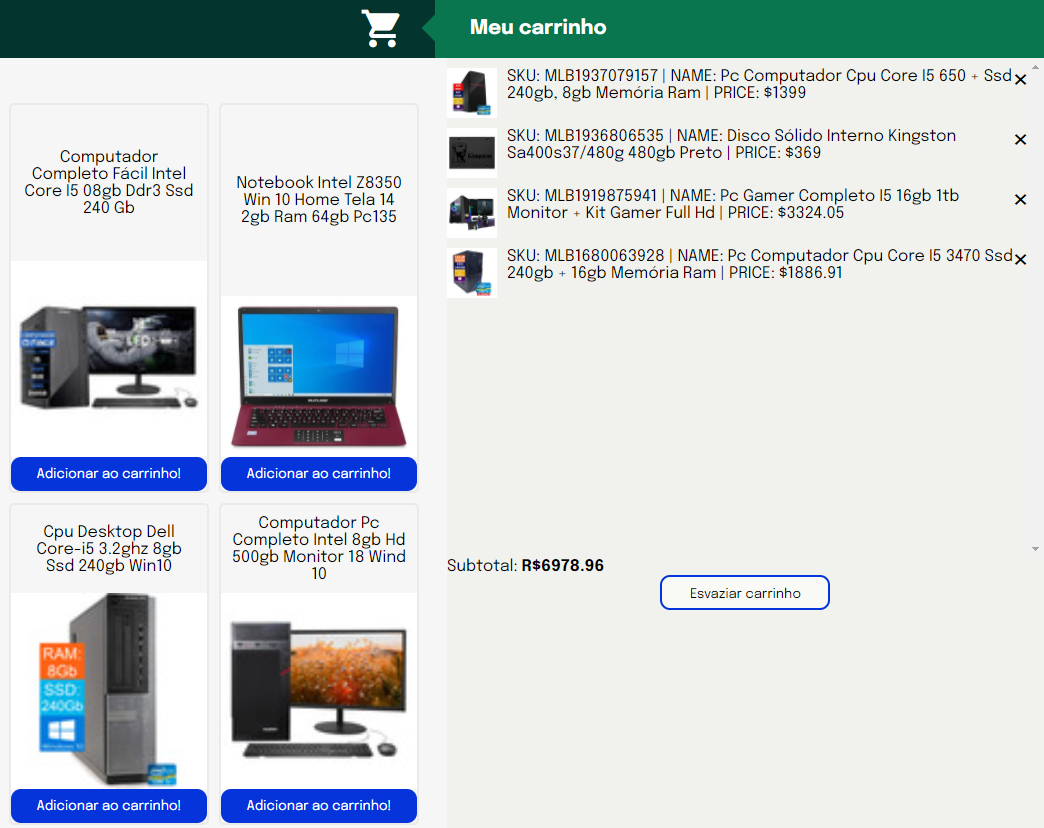 Meu carrinho
SKU: MLB1937079157 | NAME: Pc Computador Cpu Core I5 650 + Ssd
240gb, 8gb Memória Ram | PRICE: $1399
SKU: MLB1936806535 | NAME: Disco Sólido Interno Kingston
Sa400s37/480g 480gb Preto | PRICE: $369
SKU: MLB1919875941 | NAME: Pc Gamer Completo I5 16gb 1tb
Monitor + Kit Gamer Full Hd | PRICE: $3324.05
SKU: MLB1680063928 | NAME: Pc Computador Cpu Core I5 3470 Ssd
240gb + 16gb Memória Ram | PRICE: $1886.91
Subtotal: R$6978.96
Esvaziar carrinho
Computador
Completo Fácil Intel
Core I5 08gb Ddr3 Ssd
240 Gb
Adicionar ao carrinho!
Notebook Intel Z8350
Win 10 Home Tela 14
2gb Ram 64gb Pc135
Adicionar ao carrinho!
Cpu Desktop Dell
Core-i5 3.2ghz 8gb
Ssd 240gb Win10
RAM:
8Gb
SSD:
240Gb
Adicionar ao carrinho!
Computador Pc
Completo Intel 8gb Hd
500gb Monitor 18 Wind
10
Adicionar ao carrinho!